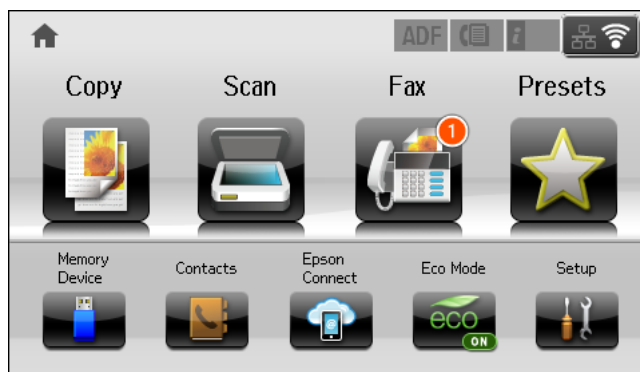 ADF
i
Copy
Scan
Fax
Presets
1
Memory
Device
Contacts
Epson
Connect
Eco Mode
Setup
@
eco
ON